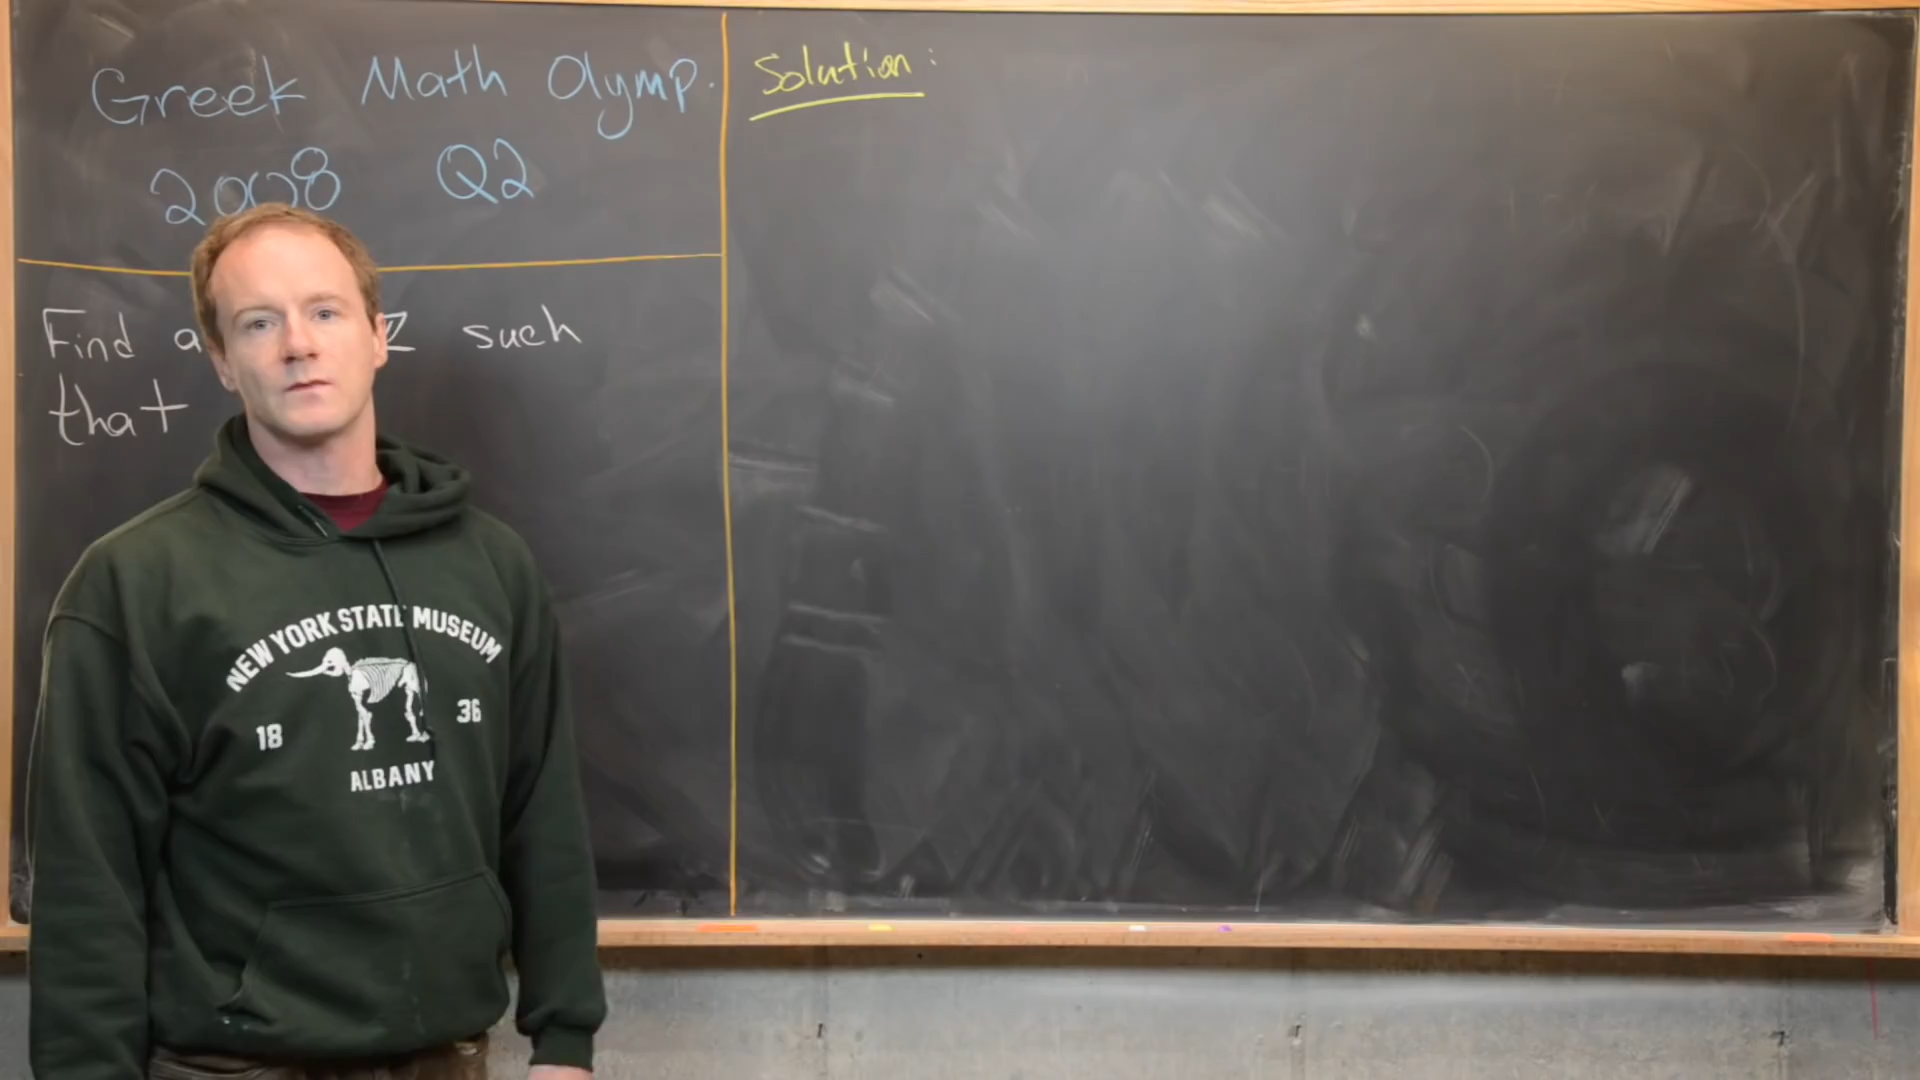 Greek Math Olymp.
2008 Q2
Solution:
Find such
that
NEW YORK STATE MUSEUM
18 36
ALBANY